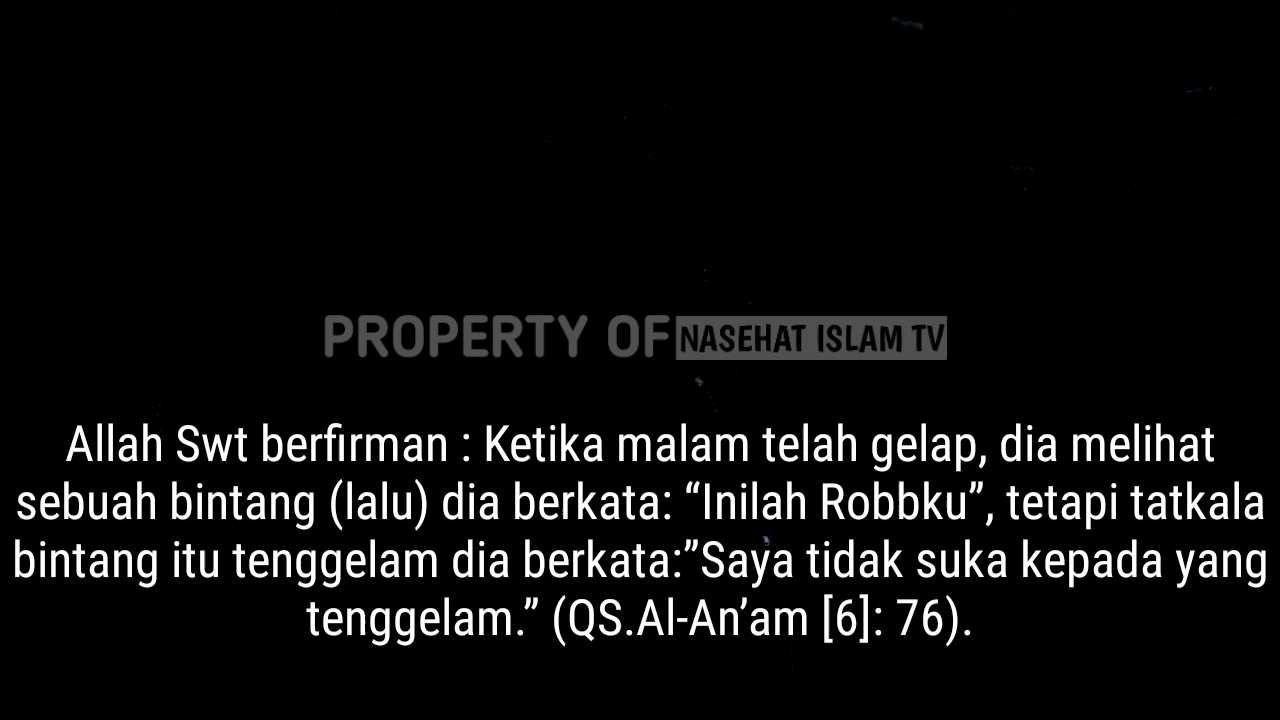 PROPERTY OF NASEHAT ISLAM TV
Allah Swt berfirman : Ketika malam telah gelap, dia melihat
sebuah bintang (lalu) dia berkata: “Inilah Robbku”, tetapi tatkala
bintang itu tenggelam dia berkata:”Saya tidak suka kepada yang
tenggelam.” (QS.Al-An’am [6]: 76).